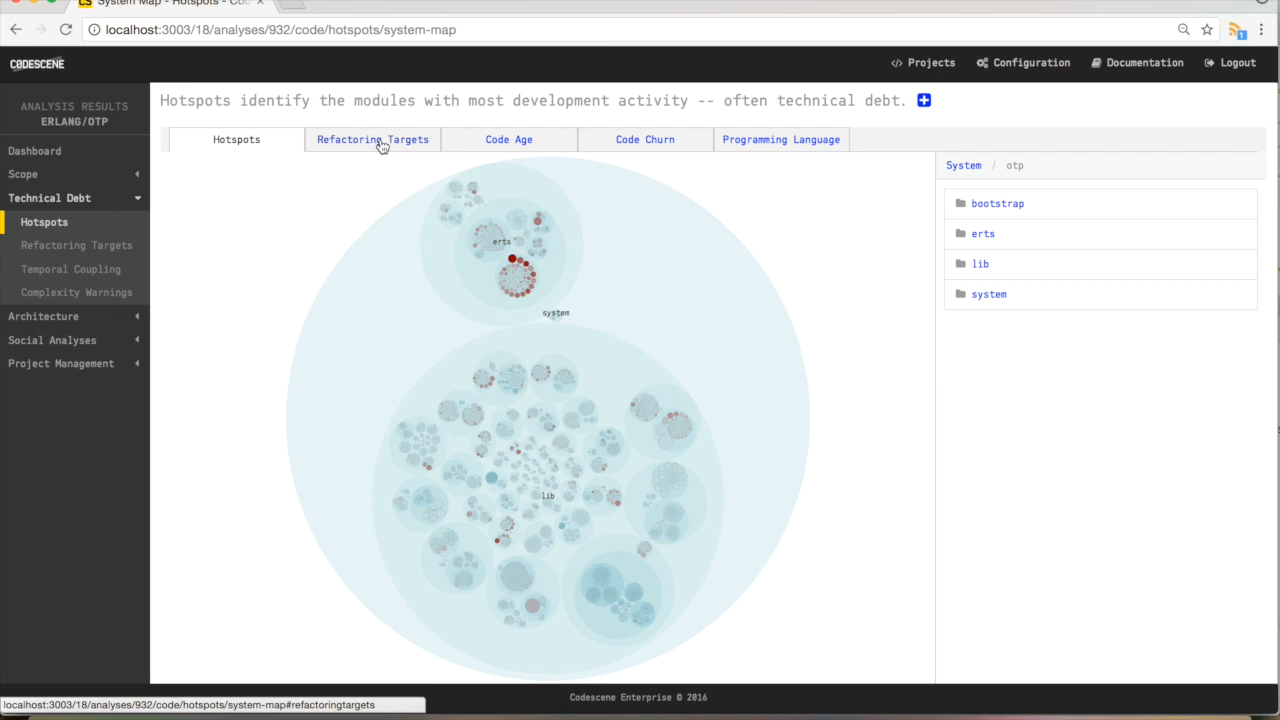 System Map - Hotspots - Cod
localhost:3003/18/analyses/932/code/hotspots/system-map
1
CODESCENE
Projects
Configuration
Documentation
Logout
ANALYSIS RESULTS
ERLANG/OTP
Dashboard
Scope
Technical Debt
Hotspots
Refactoring Targets
Temporal Coupling
Complexity Warnings
Architecture
Social Analyses
Project Management
Hotspots identify the modules with most development activity -- often technical debt.
Hotspots
Refactoring Targets
Code Age
Code Churn
Programming Language
erts
system
lib
System / otp
bootstrap
erts
lib
system
Codescene Enterprise © 2016
localhost:3003/18/analyses/932/code/hotspots/system-map#refactoringtargets